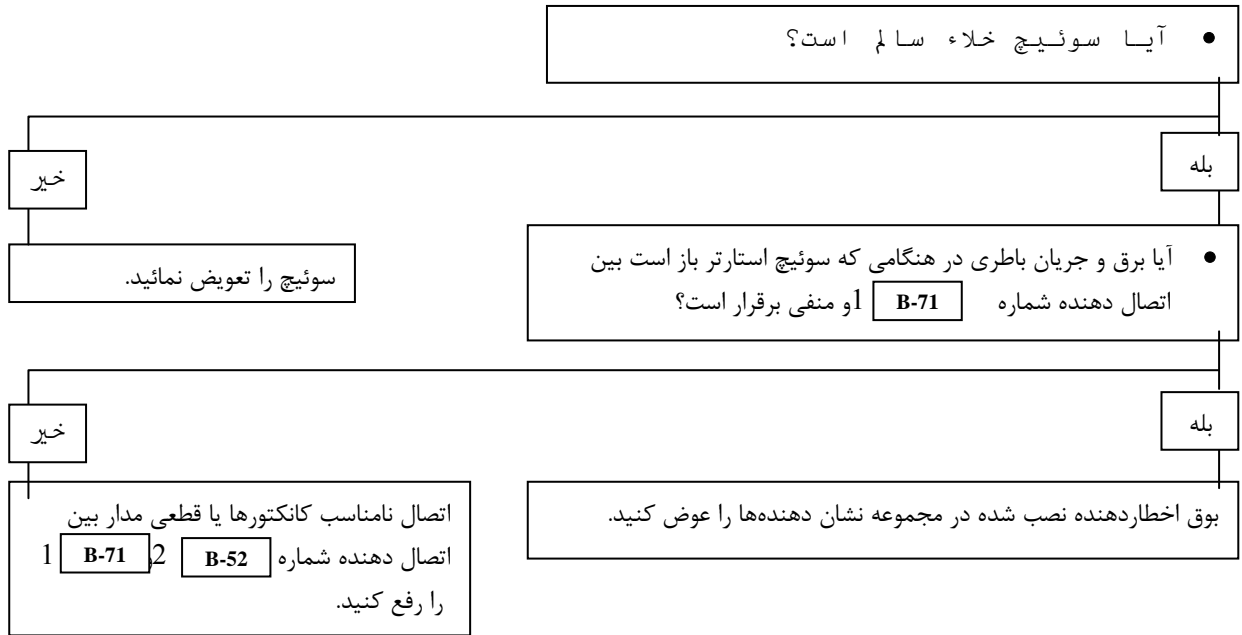 • آیا سوئیچ خلاء سالم است؟
بله
خیر
• آیا برق و جریان باطری در هنگامی که سوئیچ استارتر باز است بین
اتصال دهنده شماره 1 B-71 و منفی برقرار است؟
سوئیچ را تعویض نمائید.
بله
خیر
بوق اخطاردهنده نصب شده در مجموعه نشان دهنده‌ها را عوض کنید.
اتصال نامناسب کانکتورها یا قطعی مدار بین
اتصال دهنده شماره 2 B-52 و 1 B-71
را رفع کنید.